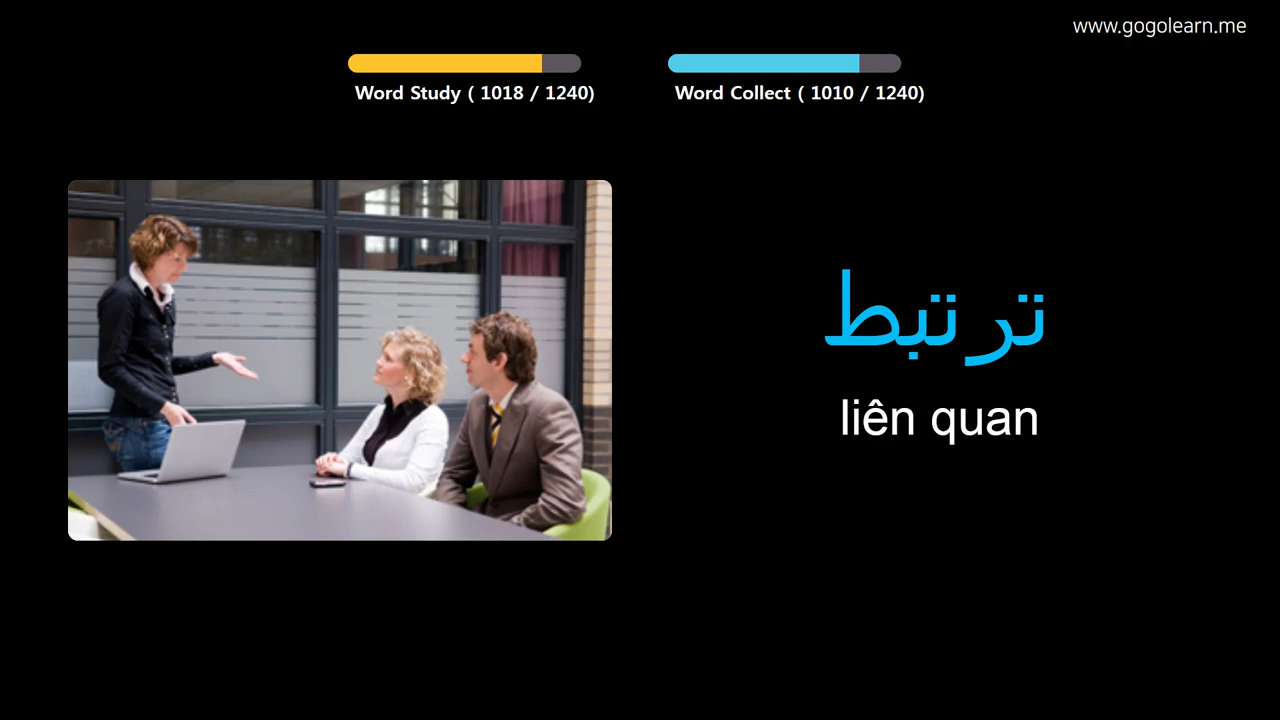 www.gogolearn.me
Word Study ( 1018 / 1240)
Word Collect ( 1010 / 1240)
ترتبط
liên quan